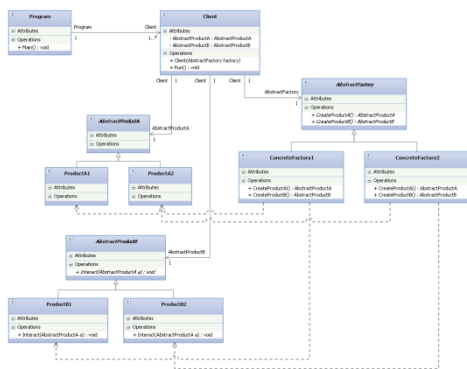 Program
Attributes
Operations
+ Main() : void
Program
1
Client
1..*
Client
Attributes
- AbstractProductA : AbstractProductA
- AbstractProductB : AbstractProductB
Operations
+ Client(AbstractFactory factory)
+ Run() : void
Client 1
1
Client 1
AbstractFactory
1
AbstractFactory
Attributes
Operations
+ CreateProductA() : AbstractProductA
+ CreateProductB() : AbstractProductB
AbstractProductA
Attributes
Operations
AbstractProductA
1
ProductA1
Attributes
Operations
ProductA2
Attributes
Operations
ConcreteFactory1
Attributes
Operations
+ CreateProductA() : AbstractProductA
+ CreateProductB() : AbstractProductB
ConcreteFactory2
Attributes
Operations
+ CreateProductA() : AbstractProductA
+ CreateProductB() : AbstractProductB
AbstractProductB
Attributes
Operations
+ Interact(AbstractProductA a) : void
AbstractProductB
1
ProductB1
Attributes
Operations
+ Interact(AbstractProductA a) : void
ProductB2
Attributes
Operations
+ Interact(AbstractProductA a) : void